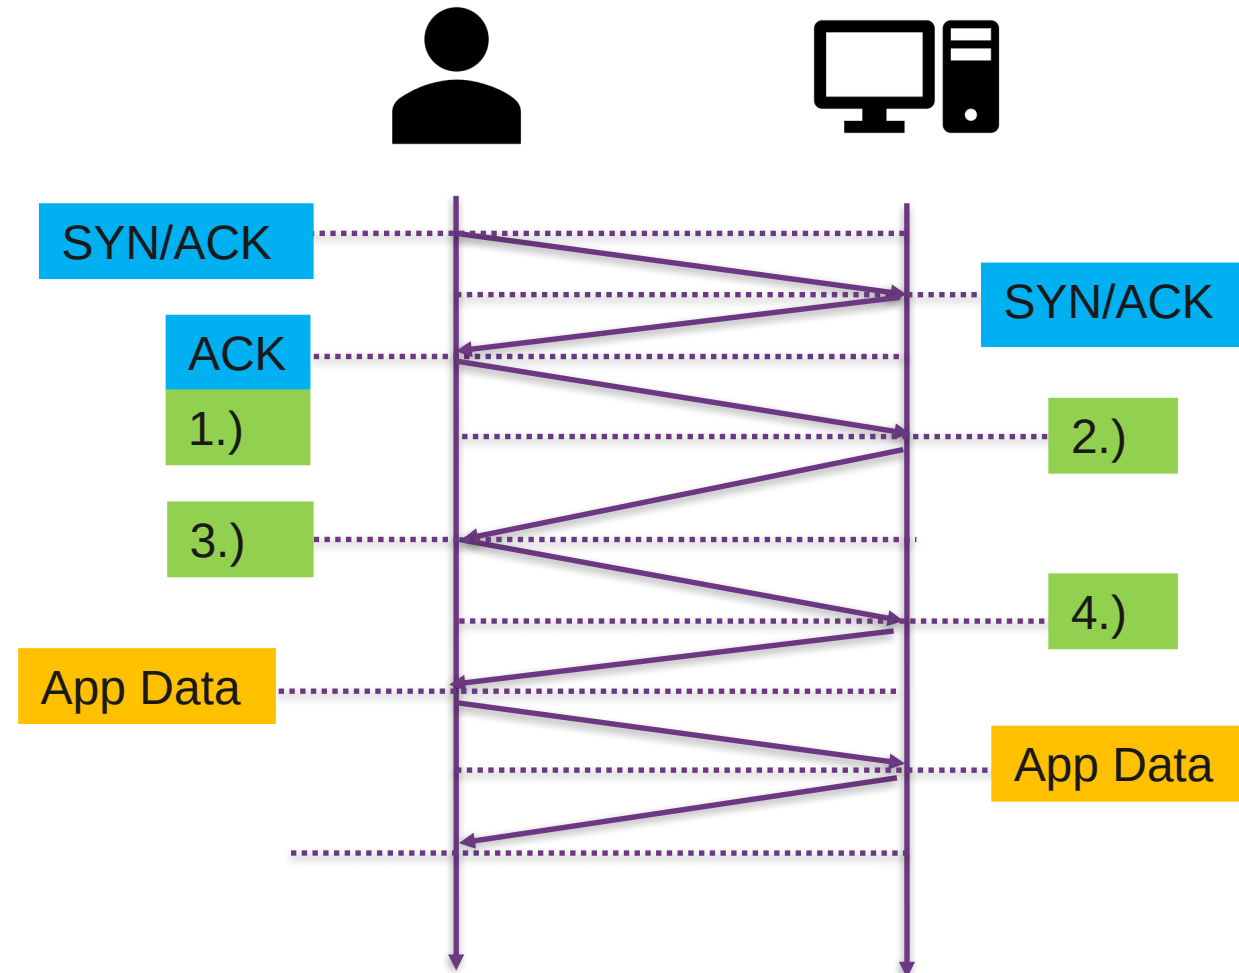 SYN/ACK
SYN/ACK
ACK
1.)
2.)
3.)
4.)
App Data
App Data